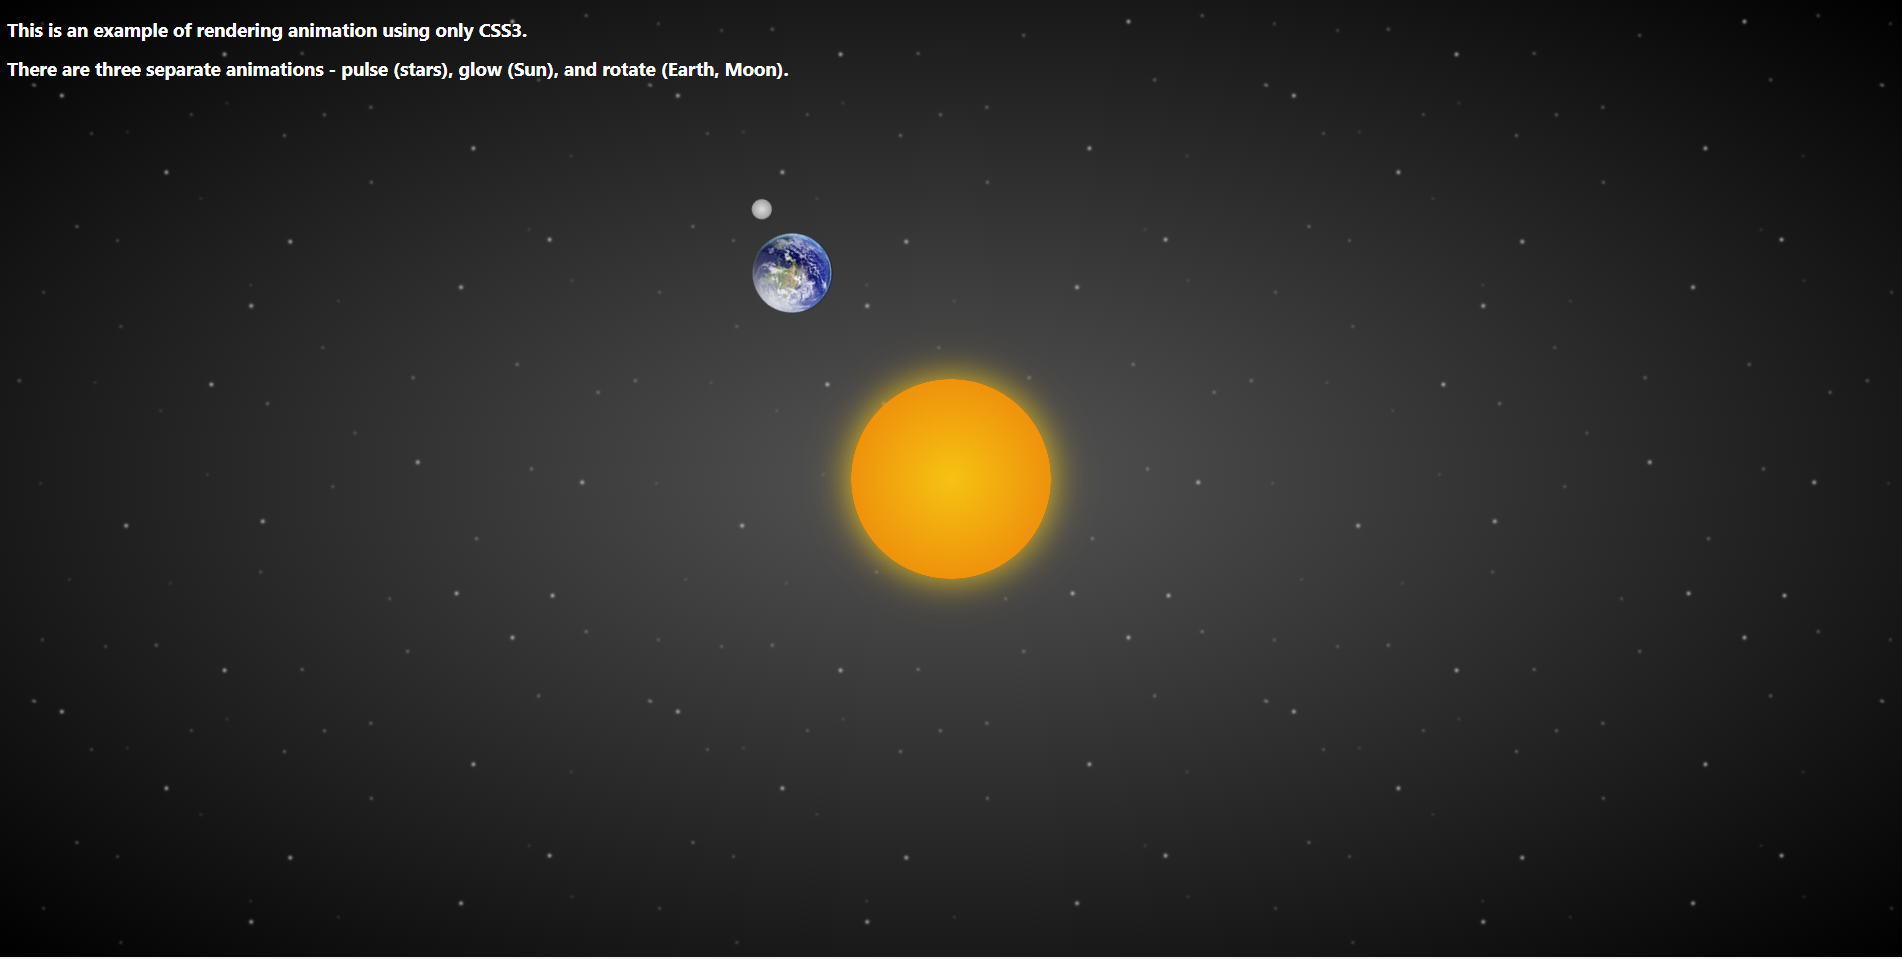 This is an example of rendering animation using only CSS3.
There are three separate animations - pulse (stars), glow (Sun), and rotate (Earth, Moon).